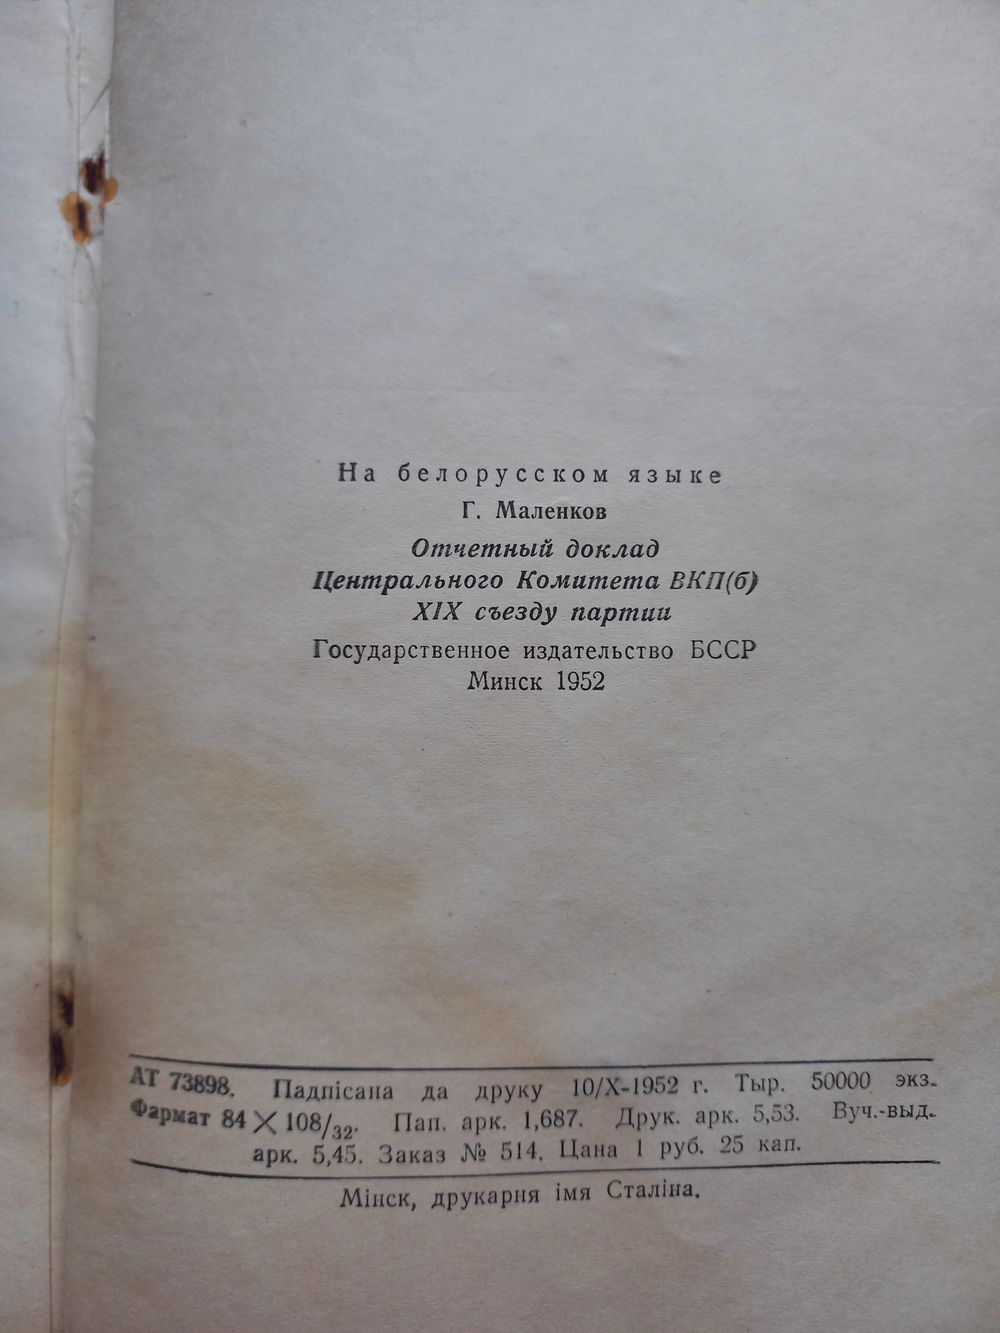 На белорусском языке
Г. Маленков
Отчетный доклад
Центрального Комитета ВКП(б)
XIX съезду партии
Государственное издательство БССР
Минск 1952
АТ 73898. Падпісана да друку 10/X-1952 г. Тыр. 50000 экз.
Фармат 84 × 108/32. Пап. арк. 1,687. Друк. арк. 5,53. Вуч.-выд.
арк. 5,45. Заказ № 514. Цана 1 руб. 25 кап.
Мінск, друкарня імя Сталіна.